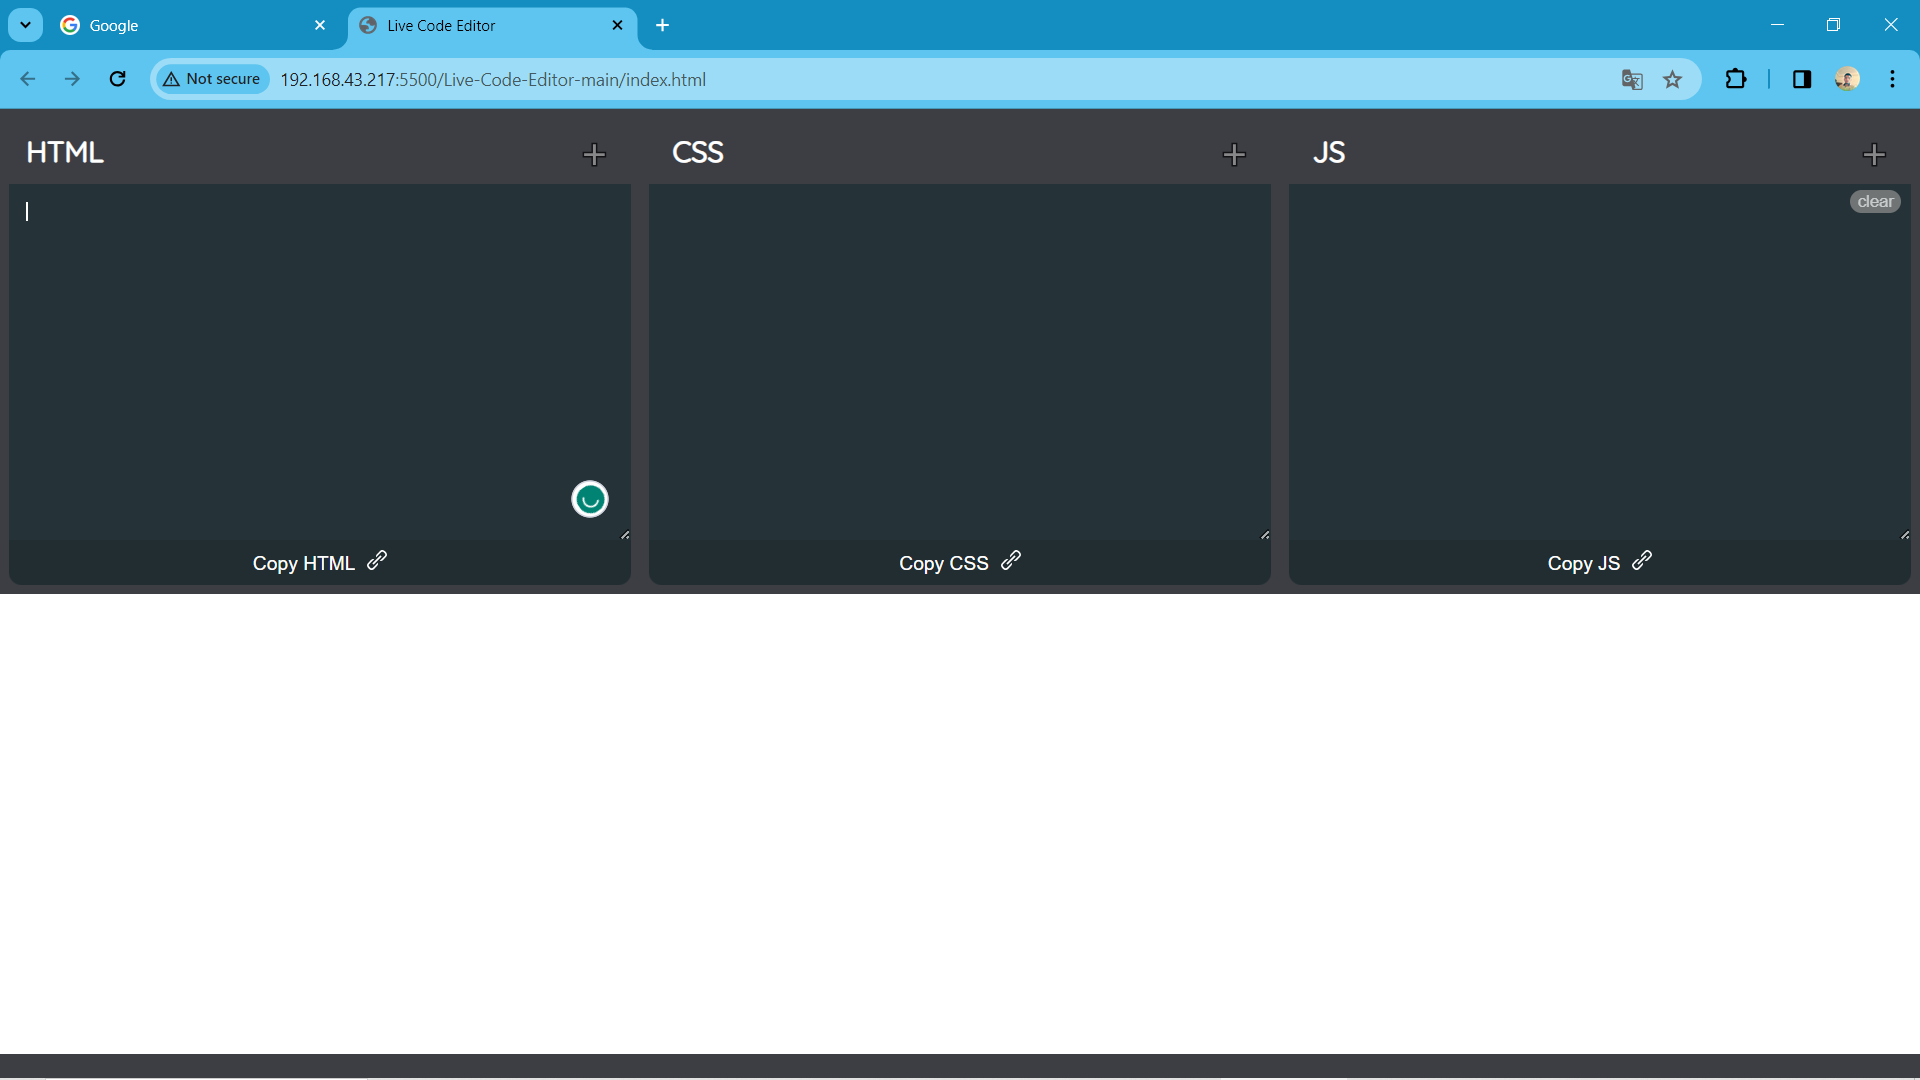 Google
Live Code Editor
Not secure
192.168.43.217:5500/Live-Code-Editor-main/index.html
HTML
CSS
JS
clear
Copy HTML
Copy CSS
Copy JS